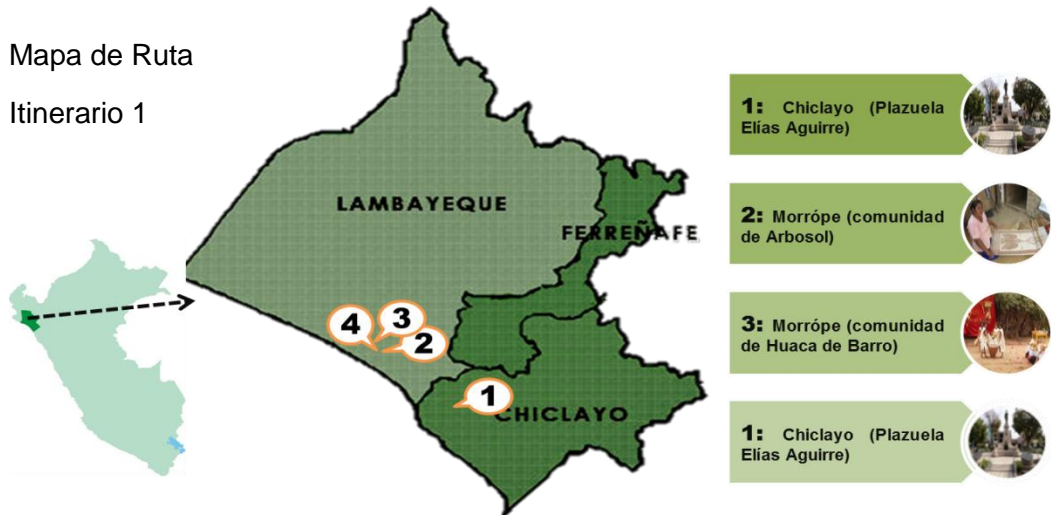 Mapa de Ruta
Itinerario 1
LAMBAYEQUE
FERREÑAFE
4
3
2
1
CHICLAYO
1: Chiclayo (Plazuela
Elías Aguirre)
2: Morrópe (comunidad
de Arbosol)
3: Morrópe (comunidad
de Huaca de Barro)
1: Chiclayo (Plazuela
Elías Aguirre)